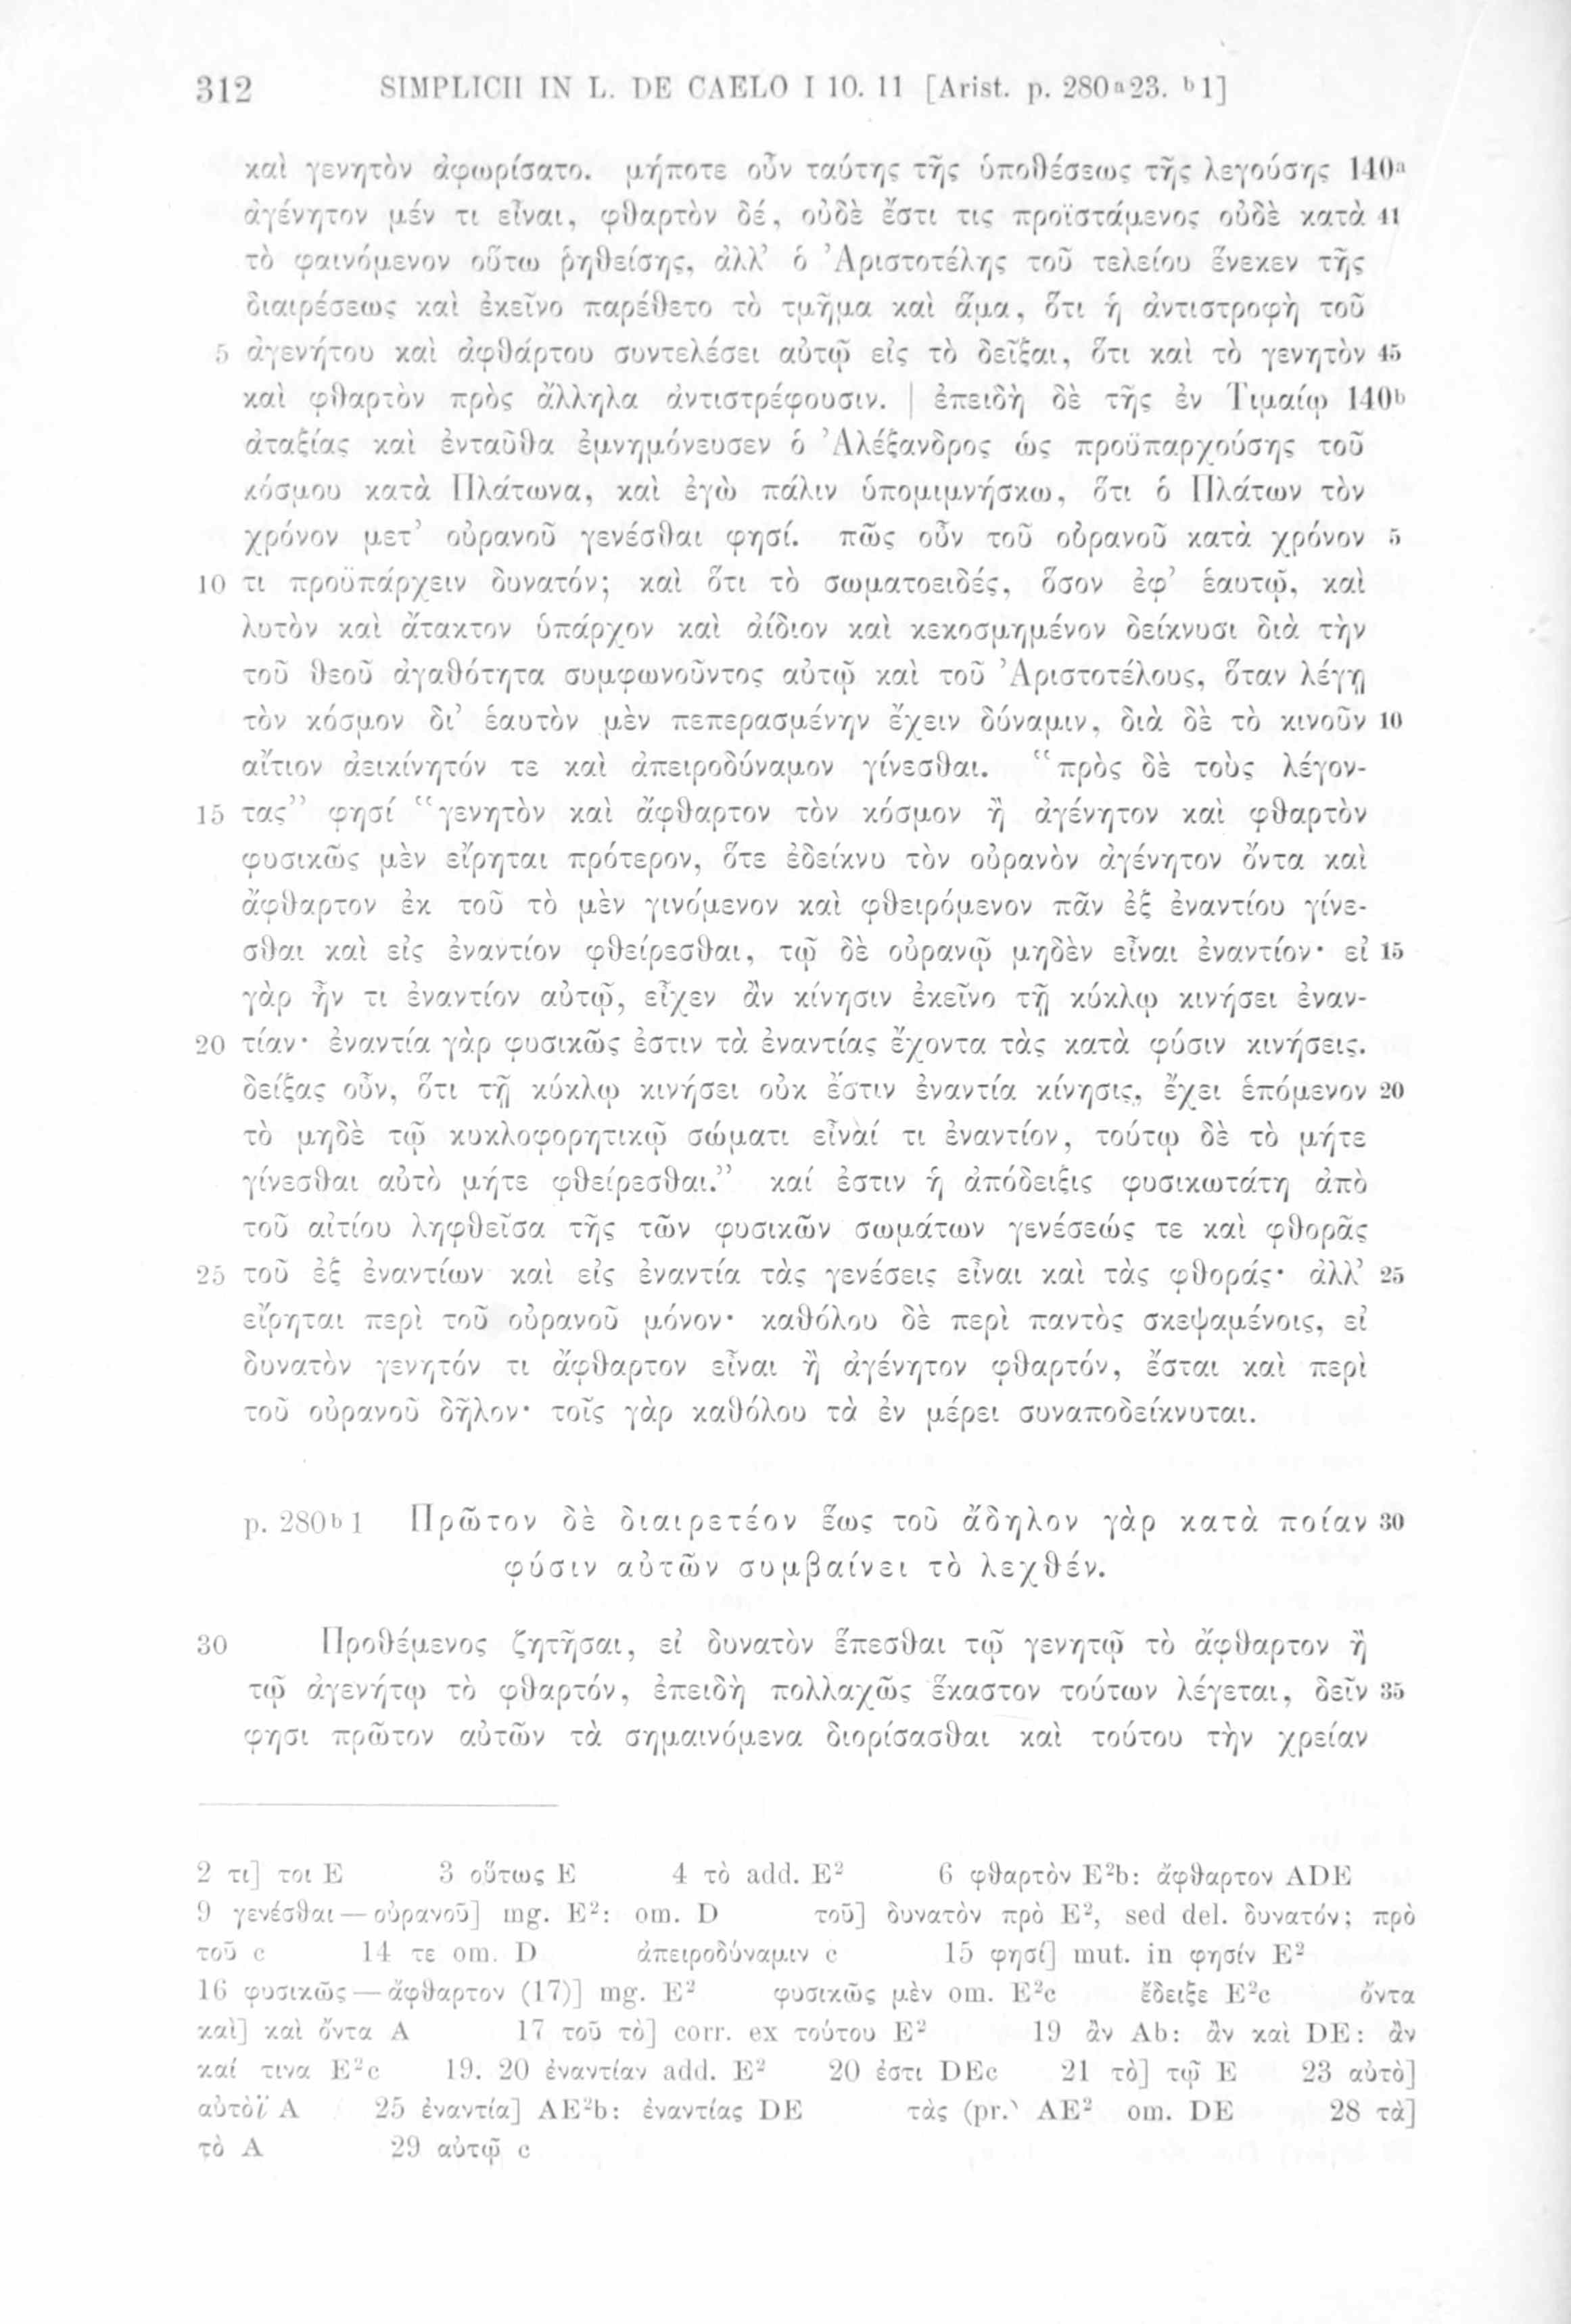 312 SIMPLICII IN L. DE CAELO I 10. 11 [Arist. p. 280ᵃ23. ᵇ1]
καὶ γενητὸν ἀφωρίσατο. μήποτε οὖν ταύτης τῆς ὑποθέσεως τῆς λεγούσης 140ᵃ
ἀγένητον μέν τι εἶναι, φθαρτὸν δέ, οὐδὲ ἔστι τις προϊστάμενος οὐδὲ κατὰ 41
τὸ φαινόμενον οὕτω ῥηθείσης, ἀλλ’ ὁ Ἀριστοτέλης τοῦ τελείου ἕνεκεν τῆς
διαιρέσεως καὶ ἐκεῖνο παρέθετο τὸ τμῆμα καὶ ἅμα, ὅτι ἡ ἀντιστροφὴ τοῦ
5 ἀγενήτου καὶ ἀφθάρτου συντελέσει αὐτῷ εἰς τὸ δεῖξαι, ὅτι καὶ τὸ γενητὸν 45
καὶ φθαρτὸν πρὸς ἄλληλα ἀντιστρέφουσιν. | ἐπειδὴ δὲ τῆς ἐν Τιμαίῳ 140ᵇ
ἀταξίας καὶ ἐνταῦθα ἐμνημόνευσεν ὁ Ἀλέξανδρος ὡς προϋπαρχούσης τοῦ
κόσμου κατὰ Πλάτωνα, καὶ ἐγὼ πάλιν ὑπομιμνήσκω, ὅτι ὁ Πλάτων τὸν
χρόνον μετ’ οὐρανοῦ γενέσθαι φησί. πῶς οὖν τοῦ οὐρανοῦ κατὰ χρόνον 5
10 τι προϋπάρχειν δυνατόν; καὶ ὅτι τὸ σωματοειδές, ὅσον ἐφ’ ἑαυτῷ, καὶ
λυτὸν καὶ ἄτακτον ὑπάρχον καὶ ἀίδιον καὶ κεκοσμημένον δείκνυσι διὰ τὴν
τοῦ θεοῦ ἀγαθότητα συμφωνοῦντος αὐτῷ καὶ τοῦ Ἀριστοτέλους, ὅταν λέγῃ
τὸν κόσμον δι’ ἑαυτὸν μὲν πεπερασμένην ἔχειν δύναμιν, διὰ δὲ τὸ κινοῦν 10
αἴτιον ἀεικίνητόν τε καὶ ἀπειροδύναμον γίνεσθαι. “πρὸς δὲ τοὺς λέγον-
15 τας” φησί “γενητὸν καὶ ἄφθαρτον τὸν κόσμον ἢ ἀγένητον καὶ φθαρτὸν
φυσικῶς μὲν εἴρηται πρότερον, ὅτε ἐδείκνυ τὸν οὐρανὸν ἀγένητον ὄντα καὶ
ἄφθαρτον ἐκ τοῦ τὸ μὲν γινόμενον καὶ φθειρόμενον πᾶν ἐξ ἐναντίου γίνε-
σθαι καὶ εἰς ἐναντίον φθείρεσθαι, τῷ δὲ οὐρανῷ μηδὲν εἶναι ἐναντίον· εἰ 15
γὰρ ἦν τι ἐναντίον αὐτῷ, εἶχεν ἂν κίνησιν ἐκεῖνο τῇ κύκλῳ κινήσει ἐναν-
20 τίαν· ἐναντία γὰρ φυσικῶς ἐστιν τὰ ἐναντίας ἔχοντα τὰς κατὰ φύσιν κινήσεις.
δείξας οὖν, ὅτι τῇ κύκλῳ κινήσει οὐκ ἔστιν ἐναντία κίνησις, ἔχει ἑπόμενον 20
τὸ μηδὲ τῷ κυκλοφορητικῷ σώματι εἶναί τι ἐναντίον, τούτῳ δὲ τὸ μήτε
γίνεσθαι αὐτὸ μήτε φθείρεσθαι.” καί ἐστιν ἡ ἀπόδειξις φυσικωτάτη ἀπὸ
τοῦ αἰτίου ληφθεῖσα τῆς τῶν φυσικῶν σωμάτων γενέσεώς τε καὶ φθορᾶς
25 τοῦ ἐξ ἐναντίων καὶ εἰς ἐναντία τὰς γενέσεις εἶναι καὶ τὰς φθοράς· ἀλλ’ 25
εἴρηται περὶ τοῦ οὐρανοῦ μόνον· καθόλου δὲ περὶ παντὸς σκεψαμένοις, εἰ
δυνατὸν γενητόν τι ἄφθαρτον εἶναι ἢ ἀγένητον φθαρτόν, ἔσται καὶ περὶ
τοῦ οὐρανοῦ δῆλον· τοῖς γὰρ καθόλου τὰ ἐν μέρει συναποδείκνυται.
p. 280ᵇ1 Πρῶτον δὲ διαιρετέον ἕως τοῦ ἄδηλον γὰρ κατὰ ποίαν 30
φύσιν αὐτῶν συμβαίνει τὸ λεχθέν.
30 Προθέμενος ζητῆσαι, εἰ δυνατὸν ἕπεσθαι τῷ γενητῷ τὸ ἄφθαρτον ἢ
τῷ ἀγενήτῳ τὸ φθαρτόν, ἐπειδὴ πολλαχῶς ἕκαστον τούτων λέγεται, δεῖν 35
φησι πρῶτον αὐτῶν τὰ σημαινόμενα διορίσασθαι καὶ τούτου τὴν χρείαν
2 τι] τοι E 3 οὕτως E 4 τὸ add. E² 6 φθαρτὸν E²b: ἄφθαρτον ADE
9 γενέσθαι — οὐρανοῦ] mg. E²: om. D τοῦ] δυνατὸν πρὸ E², sed del. δυνατόν; πρὸ
τοῦ c 14 τε om. D ἀπειροδύναμιν c 15 φησί] mut. in φησίν E²
16 φυσικῶς — ἄφθαρτον (17)] mg. E² φυσικῶς μὲν om. E²c ἔδειξε E²c ὄντα
καὶ] καὶ ὄντα A 17 τοῦ τὸ] corr. ex τούτου E² 19 ἂν Ab: ἂν καὶ DE: ἂν
καί τινα E²c 19. 20 ἐναντίαν add. E² 20 ἐστι DEc 21 τὸ] τῷ E 23 αὐτὸ]
αὐτὸΐ A 25 ἐναντία] AE²b: ἐναντίας DE τὰς (pr.) AE² om. DE 28 τὰ]
τὸ A 29 αὐτῷ c